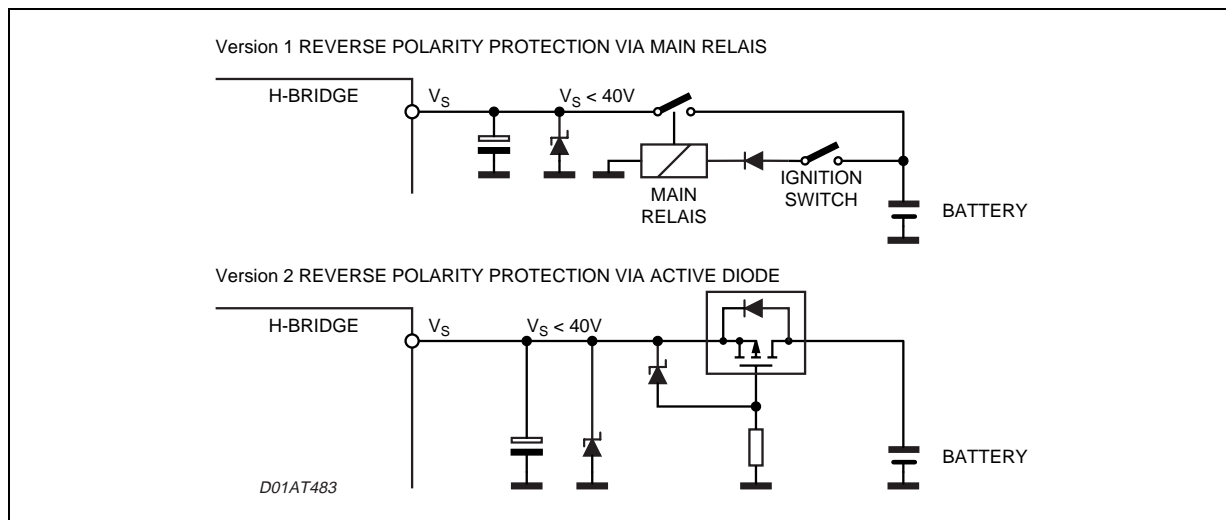 Version 1 REVERSE POLARITY PROTECTION VIA MAIN RELAIS
H-BRIDGE
VS
VS < 40V
MAIN
RELAIS
IGNITION
SWITCH
BATTERY
Version 2 REVERSE POLARITY PROTECTION VIA ACTIVE DIODE
H-BRIDGE
VS
VS < 40V
BATTERY
D01AT483